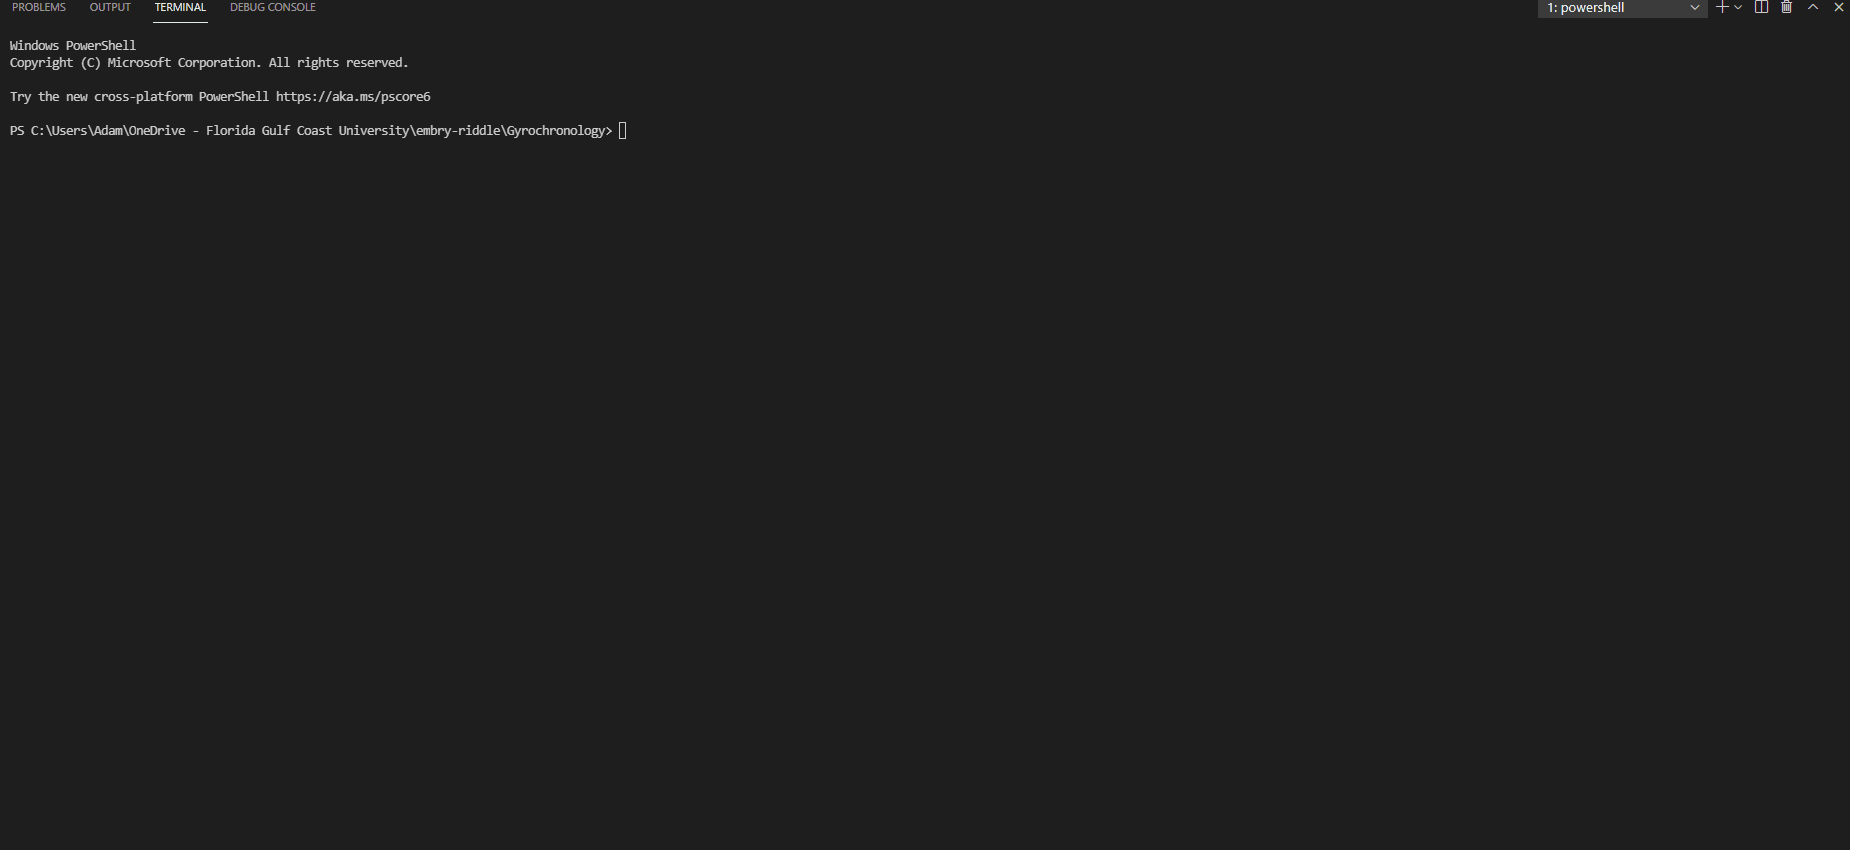 PROBLEMS OUTPUT TERMINAL DEBUG CONSOLE 1: powershell
Windows PowerShell
Copyright (C) Microsoft Corporation. All rights reserved.
Try the new cross-platform PowerShell https://aka.ms/pscore6
PS C:\Users\Adam\OneDrive - Florida Gulf Coast University\embry-riddle\Gyrochronology>